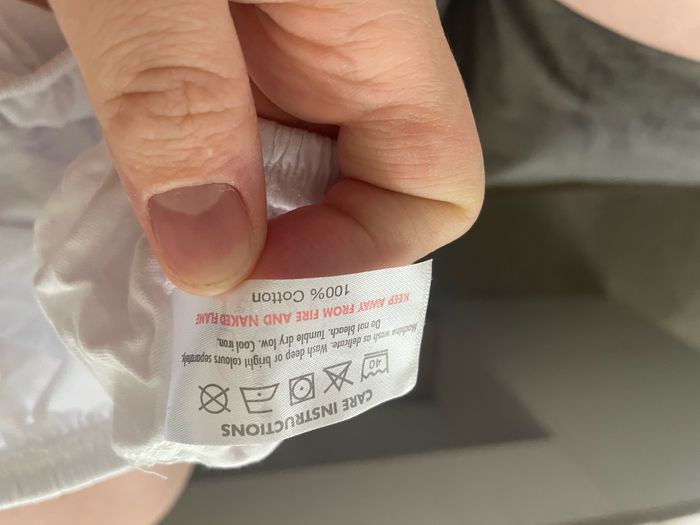 CARE INSTRUCTIONS
40
Machine wash as delicate. Wash deep or bright colours separately.
Do not bleach. Tumble dry low. Cool iron.
KEEP AWAY FROM FIRE AND NAKED FLAME
100% Cotton